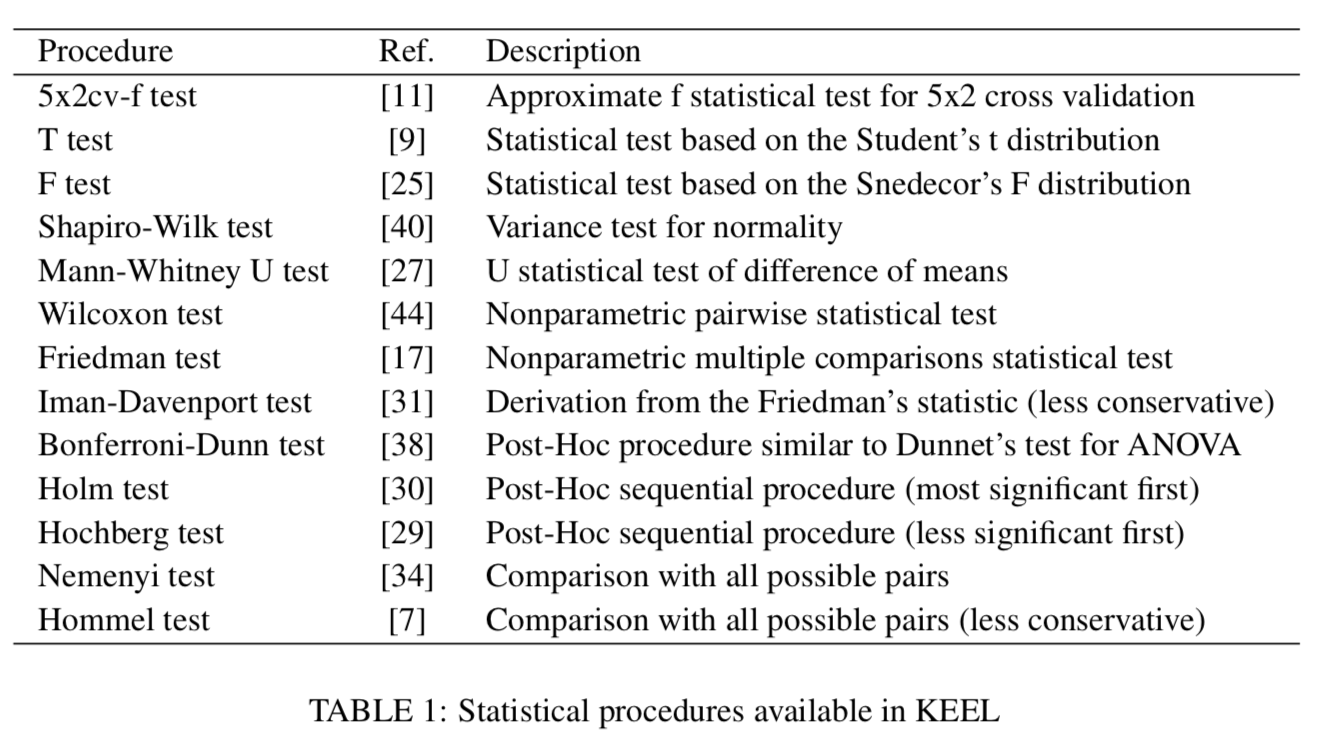 Procedure Ref. Description
5x2cv-f test [11] Approximate f statistical test for 5x2 cross validation
T test [9] Statistical test based on the Student's t distribution
F test [25] Statistical test based on the Snedecor's F distribution
Shapiro-Wilk test [40] Variance test for normality
Mann-Whitney U test [27] U statistical test of difference of means
Wilcoxon test [44] Nonparametric pairwise statistical test
Friedman test [17] Nonparametric multiple comparisons statistical test
Iman-Davenport test [31] Derivation from the Friedman's statistic (less conservative)
Bonferroni-Dunn test [38] Post-Hoc procedure similar to Dunnet's test for ANOVA
Holm test [30] Post-Hoc sequential procedure (most significant first)
Hochberg test [29] Post-Hoc sequential procedure (less significant first)
Nemenyi test [34] Comparison with all possible pairs
Hommel test [7] Comparison with all possible pairs (less conservative)
TABLE 1: Statistical procedures available in KEEL